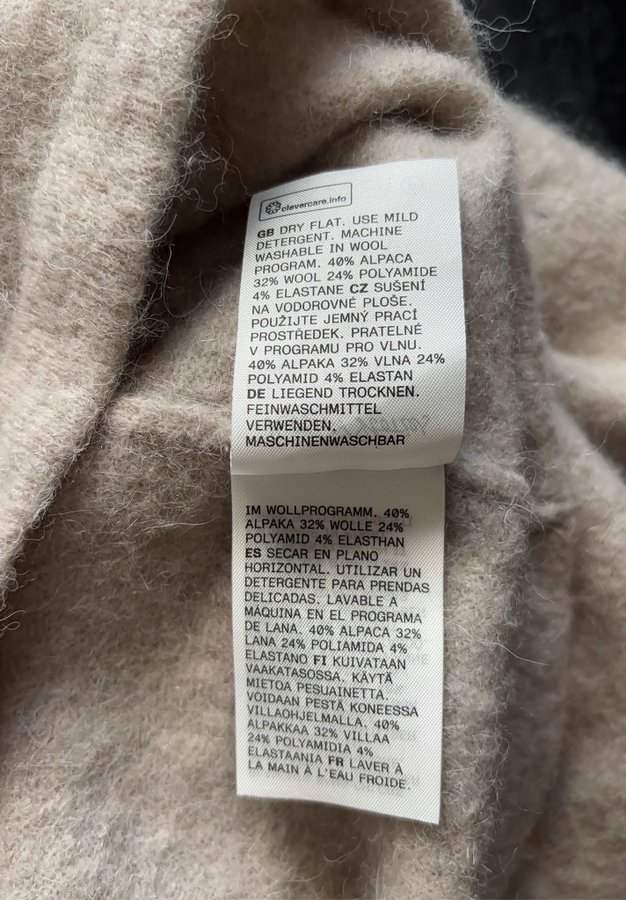 clevercare.info
GB DRY FLAT. USE MILD
DETERGENT. MACHINE
WASHABLE IN WOOL
PROGRAM. 40% ALPACA
32% WOOL 24% POLYAMIDE
4% ELASTANE CZ SUŠENÍ
NA VODOROVNÉ PLOŠE.
POUŽIJTE JEMNÝ PRACÍ
PROSTŘEDEK. PRATELNÉ
V PROGRAMU PRO VLNU.
40% ALPAKA 32% VLNA 24%
POLYAMID 4% ELASTAN
DE LIEGEND TROCKNEN.
FEINWASCHMITTEL
VERWENDEN.
MASCHINENWASCHBAR
IM WOLLPROGRAMM. 40%
ALPAKA 32% WOLLE 24%
POLYAMID 4% ELASTHAN
ES SECAR EN PLANO
HORIZONTAL. UTILIZAR UN
DETERGENTE PARA PRENDAS
DELICADAS. LAVABLE A
MÁQUINA EN EL PROGRAMA
DE LANA. 40% ALPACA 32%
LANA 24% POLIAMIDA 4%
ELASTANO FI KUIVATAAN
VAAKATASOSSA. KÄYTÄ
MIETOA PESUAINETTA.
VOIDAAN PESTÄ KONEESSA
VILLAOHJELMALLA. 40%
ALPAKKAA 32% VILLAA
24% POLYAMIDIA 4%
ELASTAANIA FR LAVER À
LA MAIN À L'EAU FROIDE.